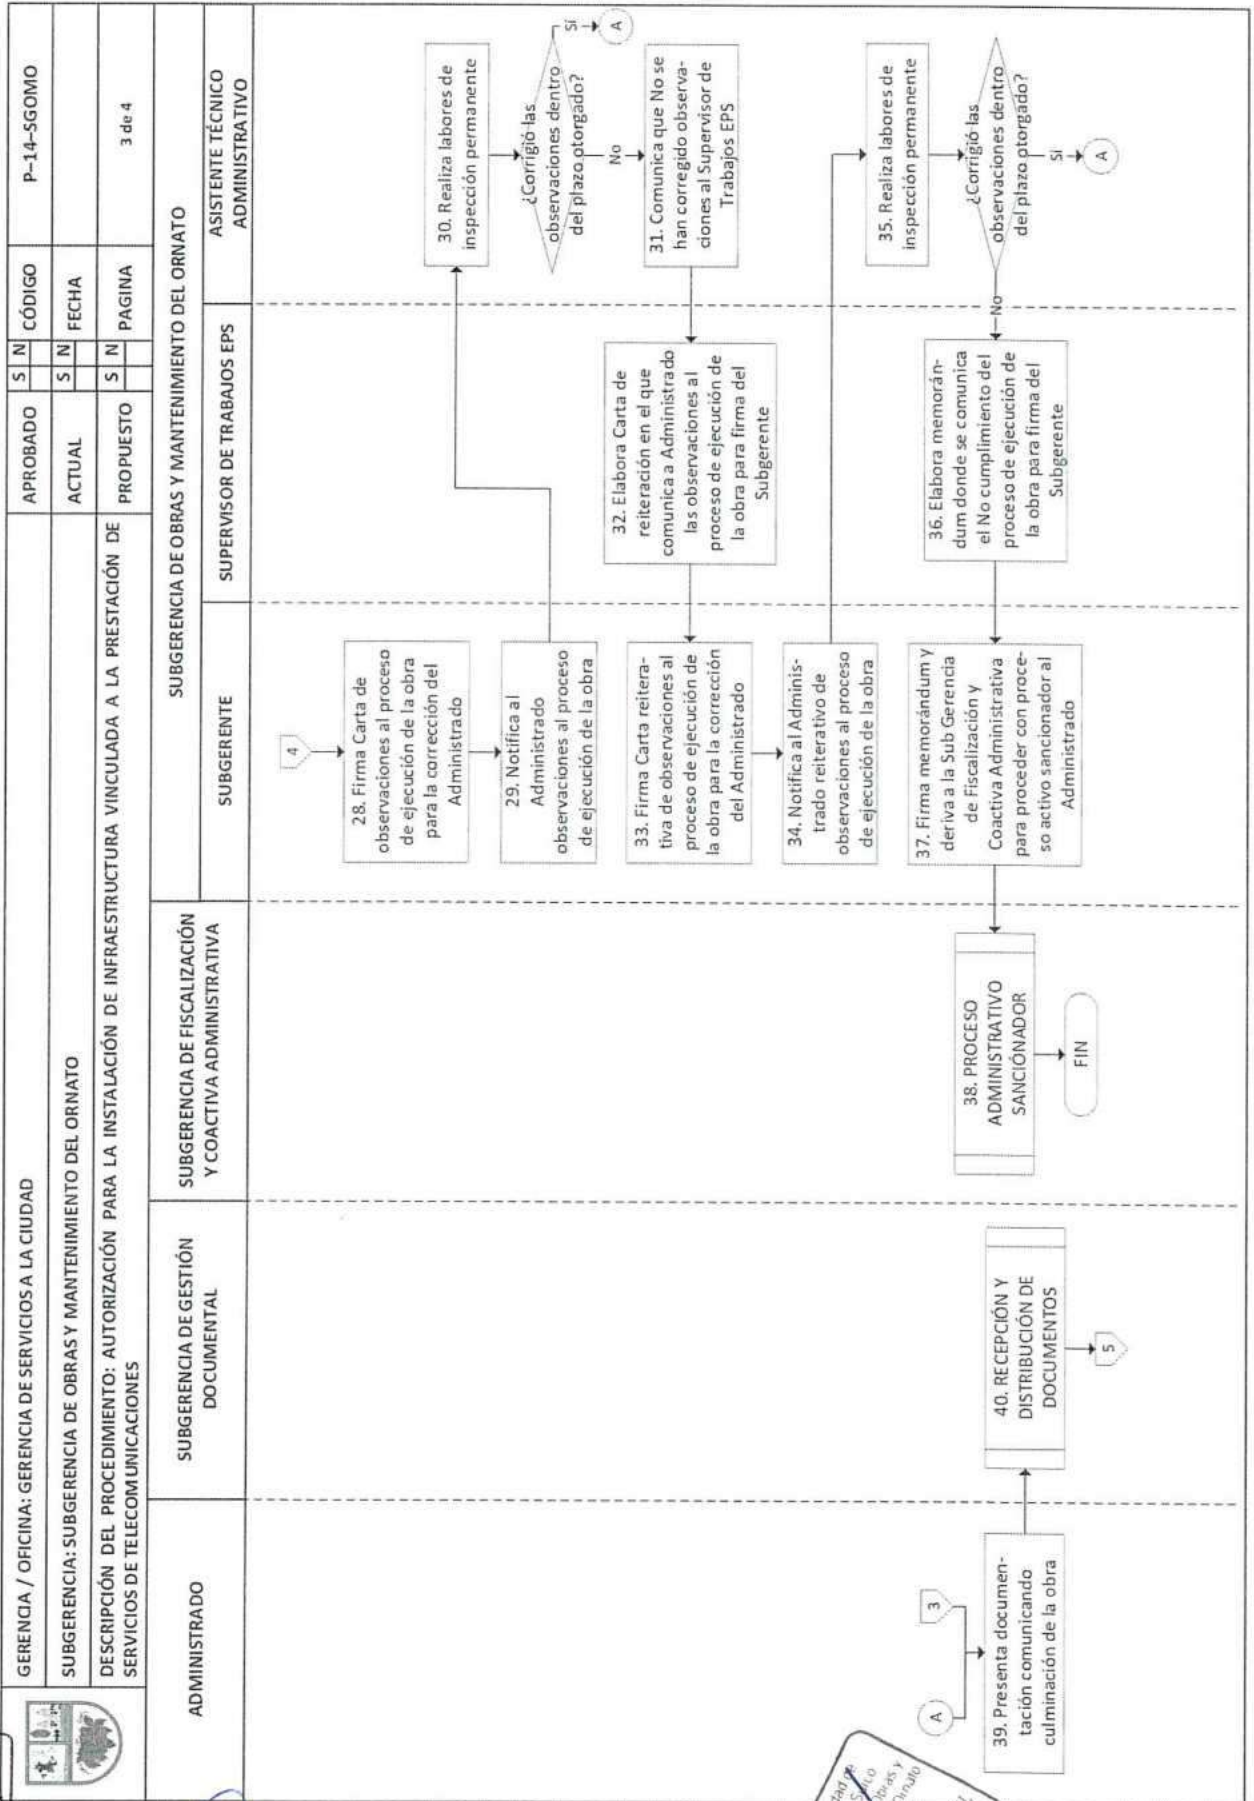 GERENCIA / OFICINA: GERENCIA DE SERVICIOS A LA CIUDAD
APROBADO
S N
CÓDIGO
P-14-SGOMO
SUBGERENCIA: SUBGERENCIA DE OBRAS Y MANTENIMIENTO DEL ORNATO
ACTUAL
S N
FECHA
DESCRIPCIÓN DEL PROCEDIMIENTO: AUTORIZACIÓN PARA LA INSTALACIÓN DE INFRAESTRUCTURA VINCULADA A LA PRESTACIÓN DE
SERVICIOS DE TELECOMUNICACIONES
PROPUESTO
S N
PAGINA
3 de 4
ADMINISTRADO
SUBGERENCIA DE GESTIÓN
DOCUMENTAL
SUBGERENCIA DE FISCALIZACIÓN
Y COACTIVA ADMINISTRATIVA
SUBGERENCIA DE OBRAS Y MANTENIMIENTO DEL ORNATO
SUBGERENTE
SUPERVISOR DE TRABAJOS EPS
ASISTENTE TÉCNICO
ADMINISTRATIVO
4
28. Firma Carta de
observaciones al proceso
de ejecución de la obra
para la corrección del
Administrado
29. Notifica al
Administrado
observaciones al proceso
de ejecución de la obra
30. Realiza labores de
inspección permanente
¿Corrigió las
observaciones dentro
del plazo otorgado?
Sí
A
No
31. Comunica que No se
han corregido observa-
ciones al Supervisor de
Trabajos EPS
32. Elabora Carta de
reiteración en el que
comunica a Administrado
las observaciones al
proceso de ejecución de
la obra para firma del
Subgerente
33. Firma Carta reitera-
tiva de observaciones al
proceso de ejecución de
la obra para la corrección
del Administrado
34. Notifica al Adminis-
trado reiterativo de
observaciones al proceso
de ejecución de la obra
35. Realiza labores de
inspección permanente
¿Corrigió las
observaciones dentro
del plazo otorgado?
Sí
A
No
36. Elabora memorán-
dum donde se comunica
el No cumplimiento del
proceso de ejecución de
la obra para firma del
Subgerente
37. Firma memorándum y
deriva a la Sub Gerencia
de Fiscalización y
Coactiva Administrativa
para proceder con proce-
so activo sancionador al
Administrado
38. PROCESO
ADMINISTRATIVO
SANCIÓNADOR
FIN
A
3
39. Presenta documen-
tación comunicando
culminación de la obra
40. RECEPCIÓN Y
DISTRIBUCIÓN DE
DOCUMENTOS
5